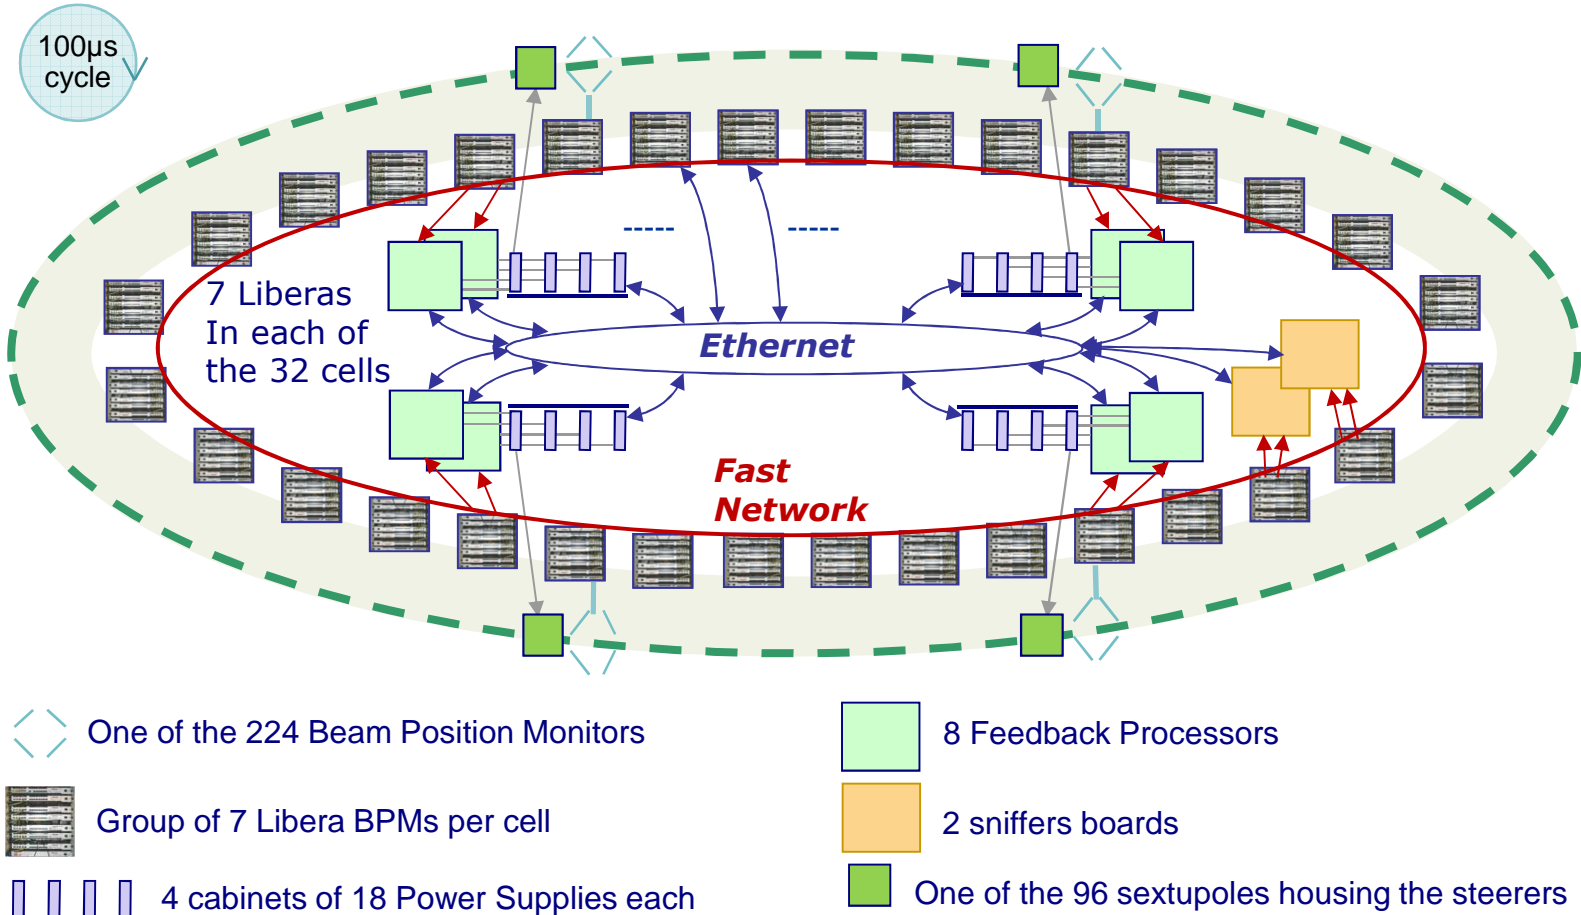 100µs
cycle
-----
-----
7 Liberas
In each of
the 32 cells
Ethernet
Fast
Network
One of the 224 Beam Position Monitors
8 Feedback Processors
Group of 7 Libera BPMs per cell
2 sniffers boards
4 cabinets of 18 Power Supplies each
One of the 96 sextupoles housing the steerers